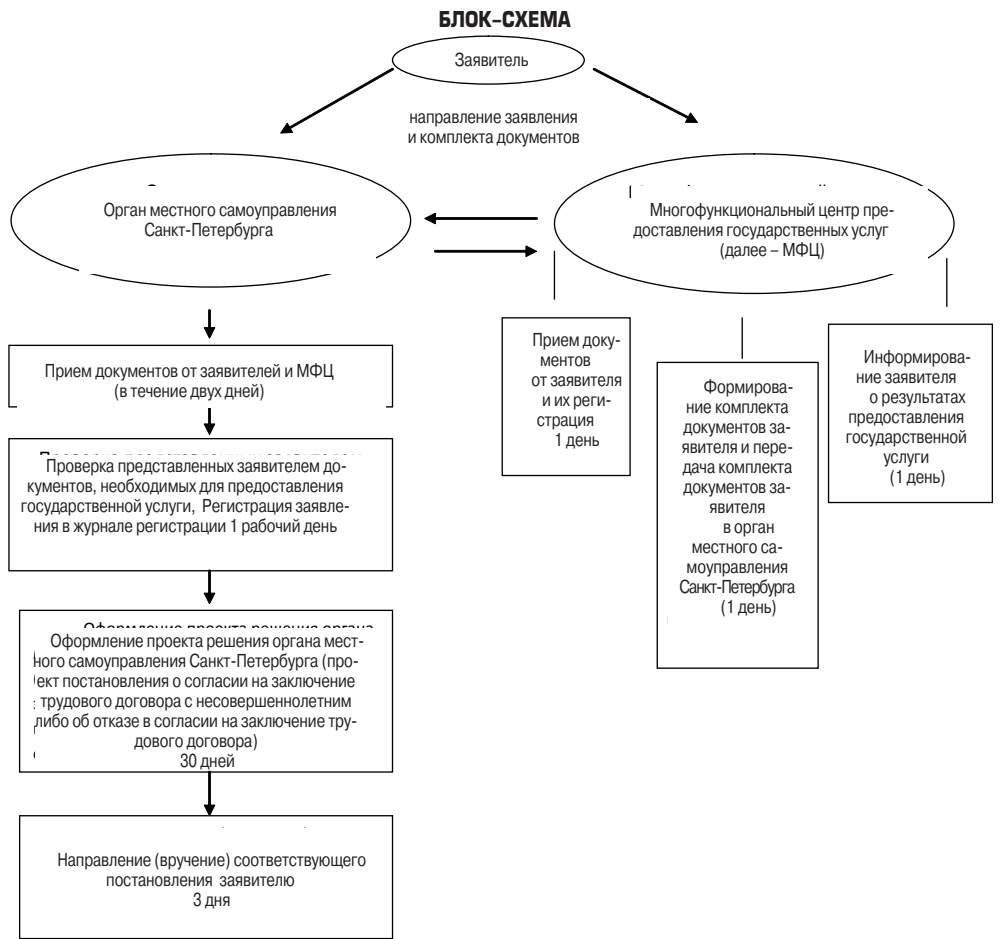 БЛОК–СХЕМА
Заявитель
направление заявления
и комплекта документов
Орган местного самоуправления
Санкт-Петербурга
Многофункциональный центр пре-
доставления государственных услуг
(далее – МФЦ)
Прием документов от заявителей и МФЦ
(в течение двух дней)
Проверка представленных заявителем до-
кументов, необходимых для предоставления
государственной услуги, Регистрация заявле-
ния в журнале регистрации 1 рабочий день
Оформление проекта решения органа мест-
ного самоуправления Санкт-Петербурга (про-
ект постановления о согласии на заключение
трудового договора с несовершеннолетним
либо об отказе в согласии на заключение тру-
дового договора)
30 дней
Направление (вручение) соответствующего
постановления заявителю
3 дня
Прием доку-
ментов
от заявителя
и их реги-
страция
1 день
Формирова-
ние комплекта
документов за-
явителя и пере-
дача комплекта
документов за-
явителя
в орган
местного са-
моуправления
Санкт-Петербурга
(1 день)
Информирова-
ние заявителя
о результатах
предоставления
государственной
услуги
(1 день)